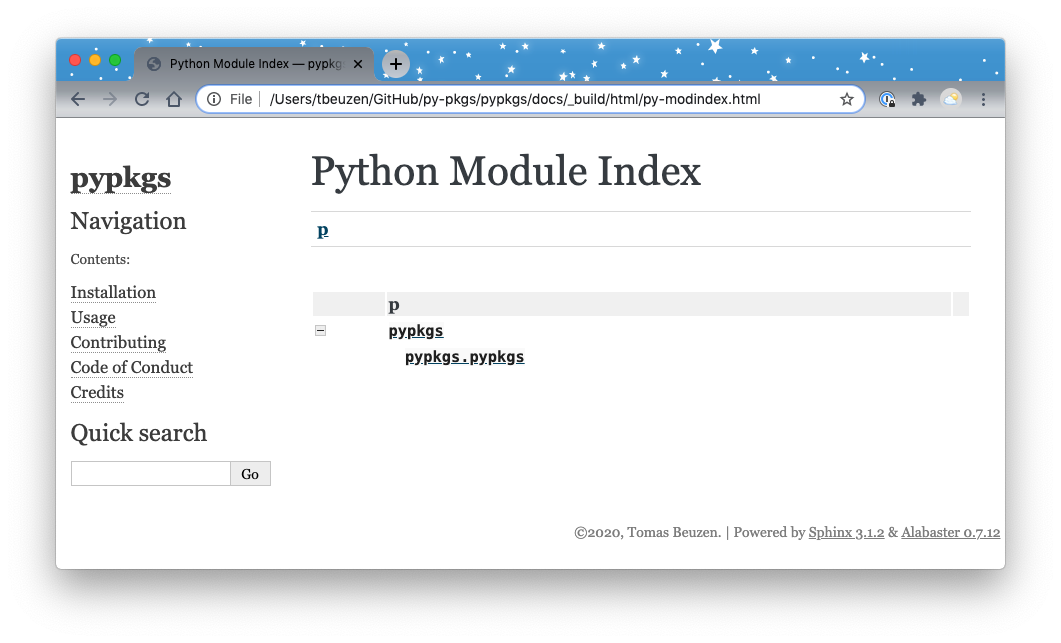 Python Module Index — pypkgs
File
/Users/tbeuzen/GitHub/py-pkgs/pypkgs/docs/_build/html/py-modindex.html
pypkgs
Navigation
Contents:
Installation
Usage
Contributing
Code of Conduct
Credits
Quick search
Go
Python Module Index
p
p
pypkgs
pypkgs.pypkgs
©2020, Tomas Beuzen. | Powered by Sphinx 3.1.2 & Alabaster 0.7.12